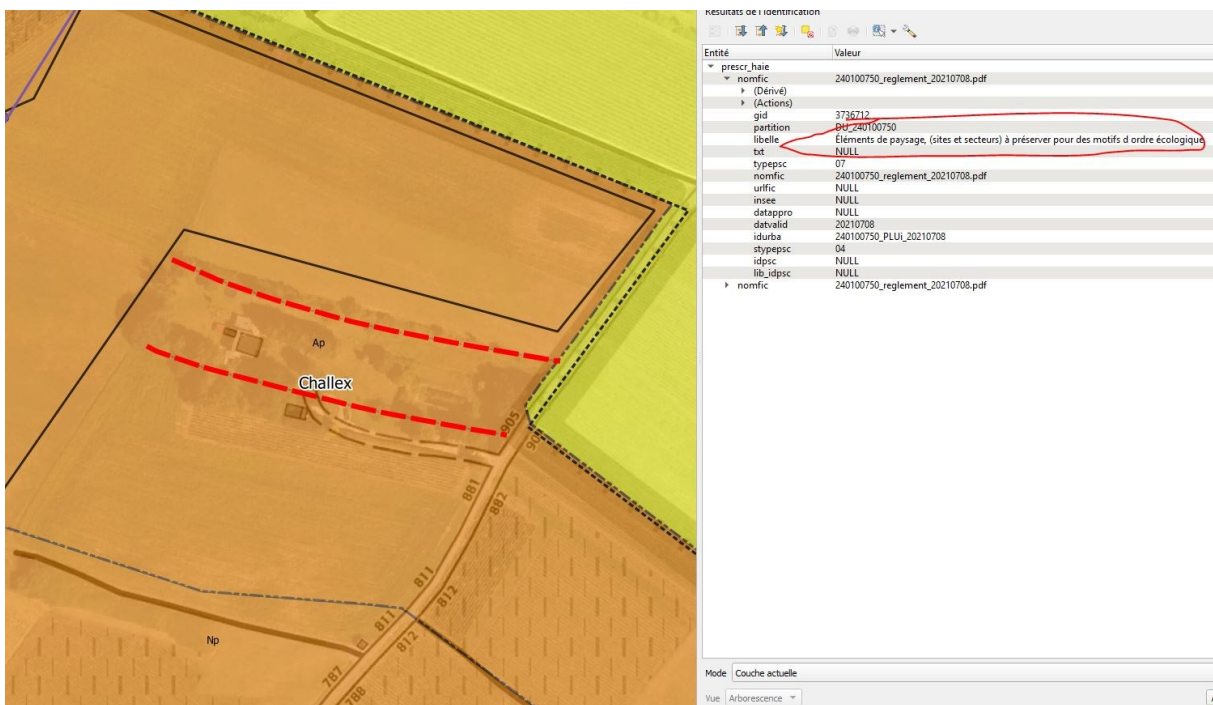 Résultats de l'identification
Entité Valeur
prescr_haie
nomfic 240100750_reglement_20210708.pdf
(Dérivé)
(Actions)
gid 3736712
partition DU_240100750
libelle Éléments de paysage, (sites et secteurs) à préserver pour des motifs d ordre écologique
txt NULL
typepsc 07
nomfic 240100750_reglement_20210708.pdf
urlfic NULL
insee NULL
datappro NULL
datvalid 20210708
idurba 240100750_PLUi_20210708
stypepsc 04
idpsc NULL
lib_idpsc NULL
nomfic 240100750_reglement_20210708.pdf
Mode Couche actuelle
Vue Arborescence
Ap
Challex
905
881
882
811
812
811
812
Np
787
788